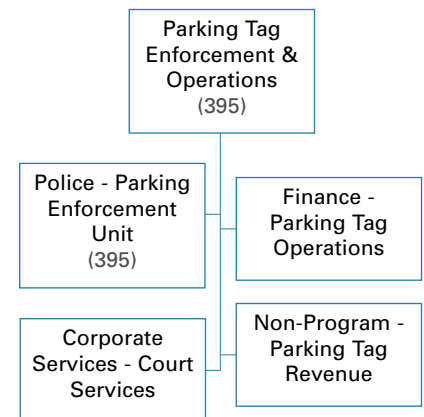 Parking Tag
Enforcement &
Operations
(395)
Police - Parking
Enforcement
Unit
(395)
Finance -
Parking Tag
Operations
Corporate
Services - Court
Services
Non-Program -
Parking Tag
Revenue